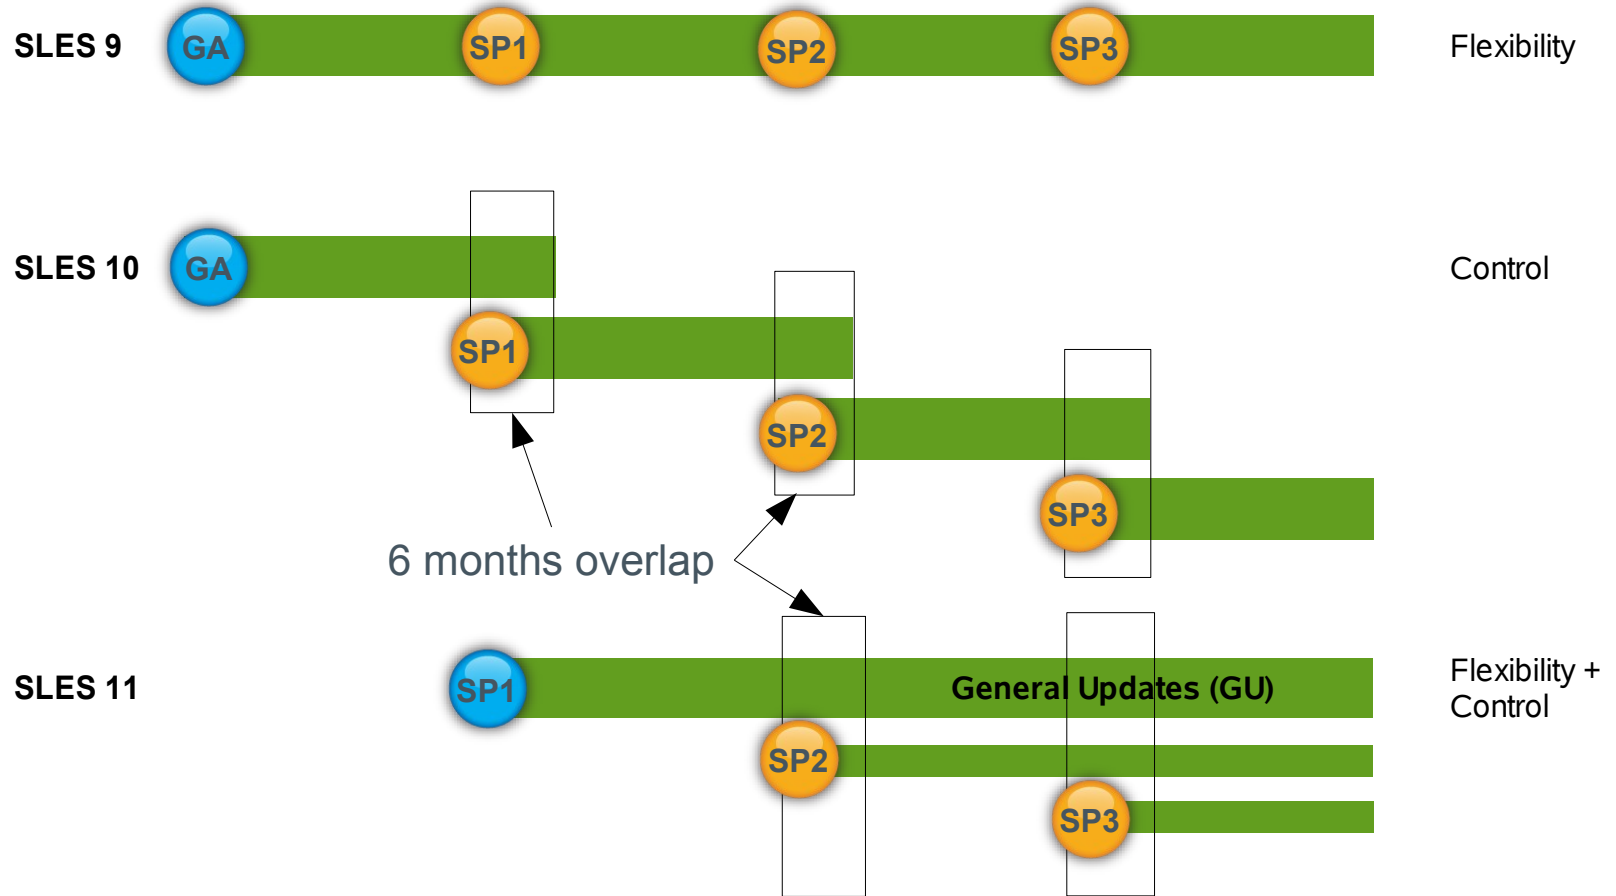 SLES 9 GA SP1 SP2 SP3 Flexibility
SLES 10 GA Control
SP1
SP2
SP3
6 months overlap
SLES 11 SP1 General Updates (GU) Flexibility +
Control
SP2
SP3